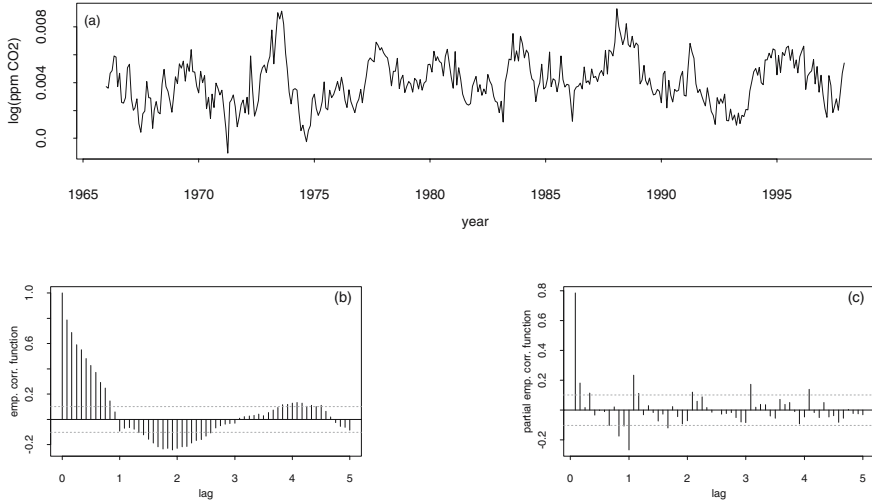 (a)
log(ppm CO2)
0.008
0.004
0.0
1965 1970 1975 1980 1985 1990 1995
year
(b)
emp. corr. function
1.0
0.6
0.2
-0.2
0 1 2 3 4 5
lag
(c)
partial emp. corr. function
0.8
0.6
0.4
0.2
0
-0.2
0 1 2 3 4 5
lag